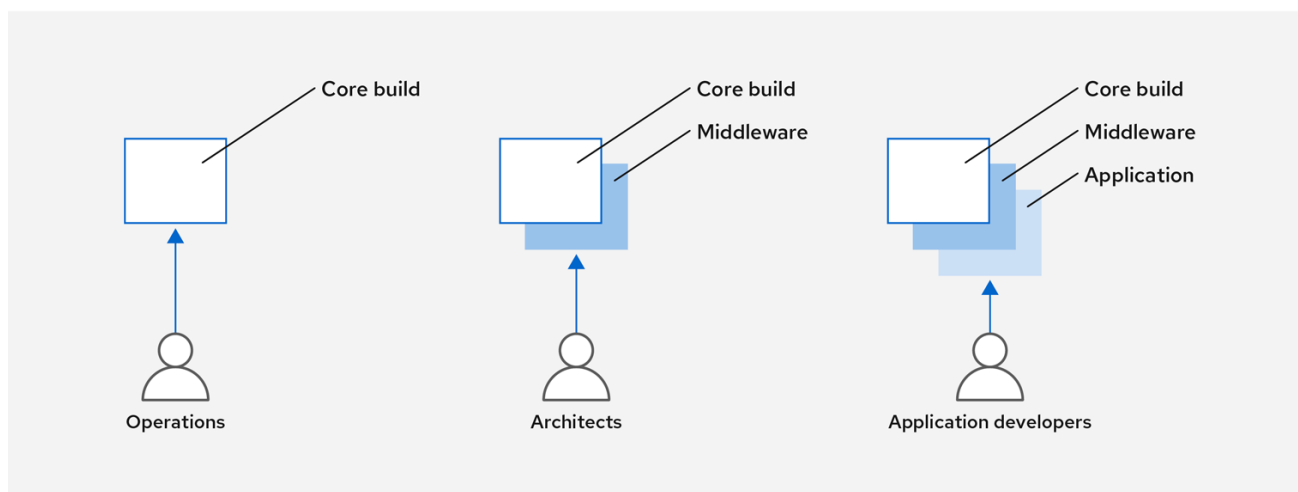 Core build
Operations
Core build
Middleware
Architects
Core build
Middleware
Application
Application developers